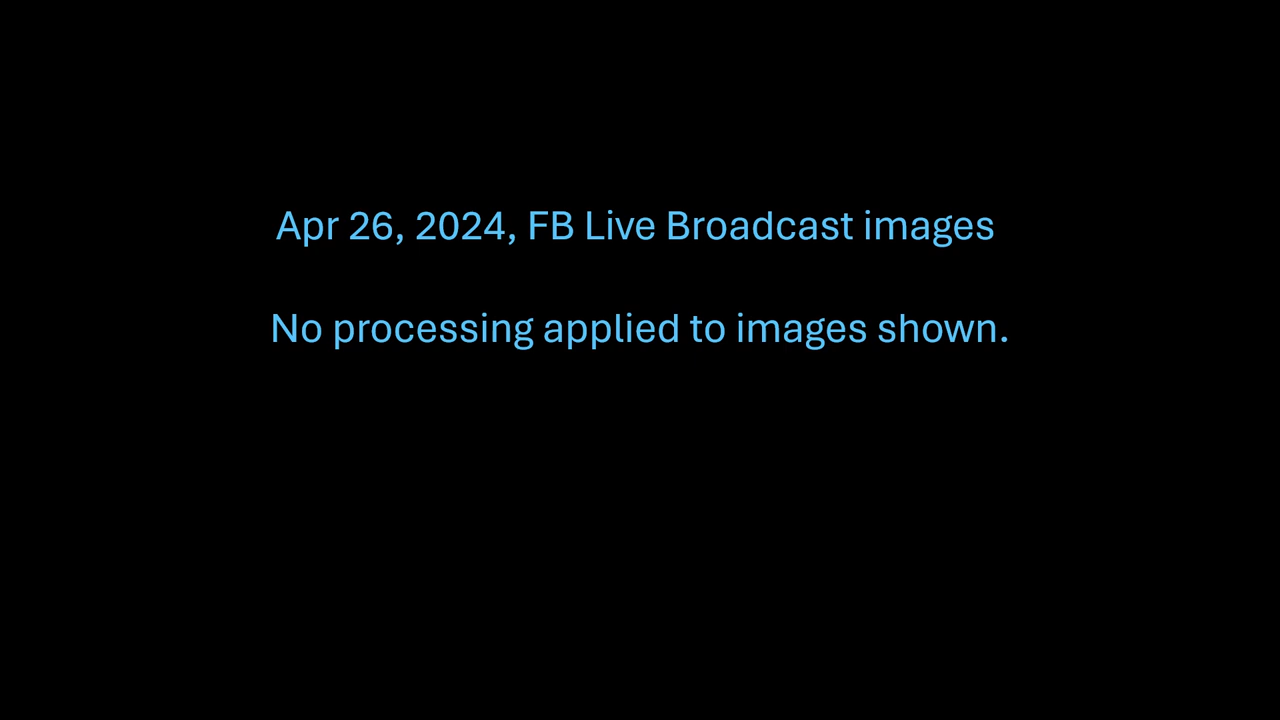 Apr 26, 2024, FB Live Broadcast images
No processing applied to images shown.